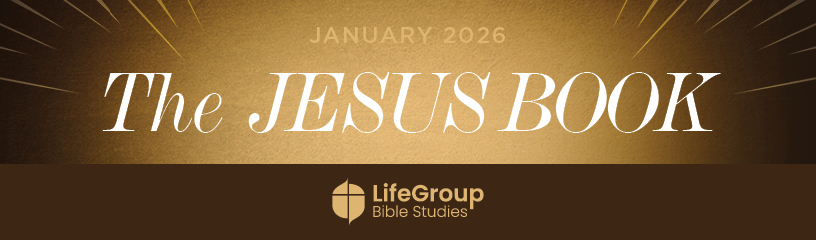 JANUARY 2026
The JESUS BOOK
LifeGroup
Bible Studies